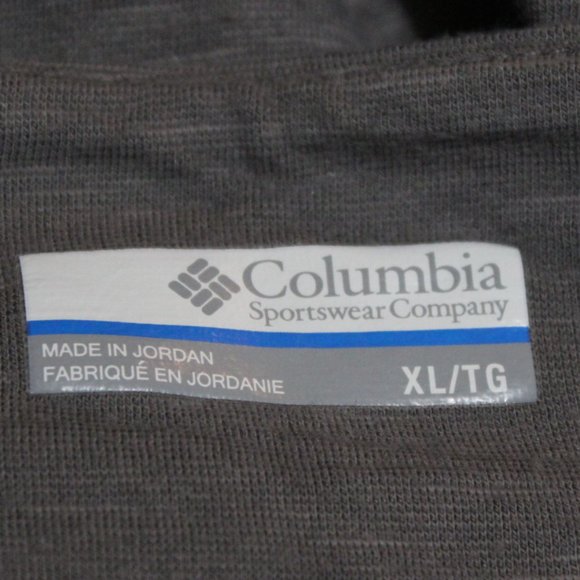 Columbia
Sportswear Company
MADE IN JORDAN
FABRIQUÉ EN JORDANIE
XL/TG